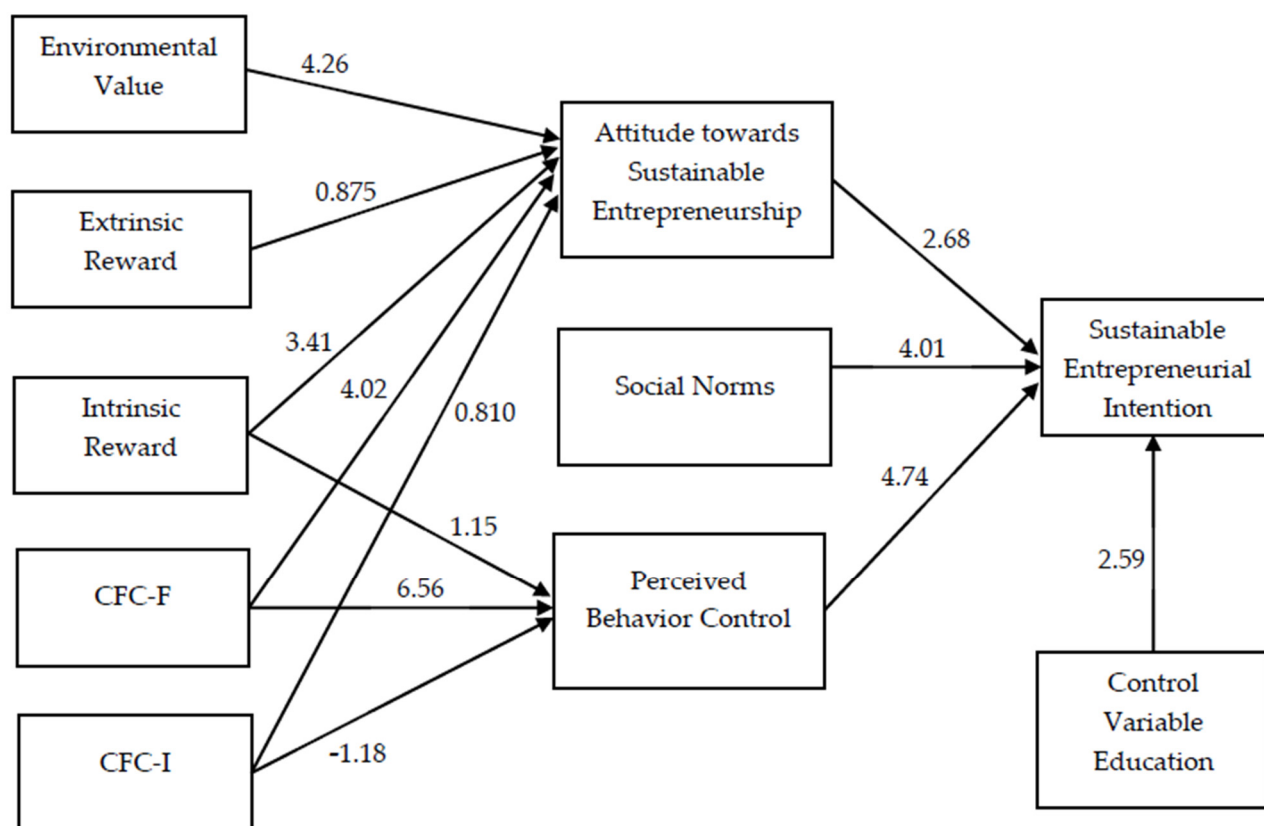 Environmental
Value
4.26
Extrinsic
Reward
0.875
Intrinsic
Reward
3.41
4.02
0.810
1.15
CFC-F
6.56
CFC-I
-1.18
Attitude towards
Sustainable
Entrepreneurship
2.68
Social Norms
4.01
Perceived
Behavior Control
4.74
Sustainable
Entrepreneurial
Intention
2.59
Control
Variable
Education